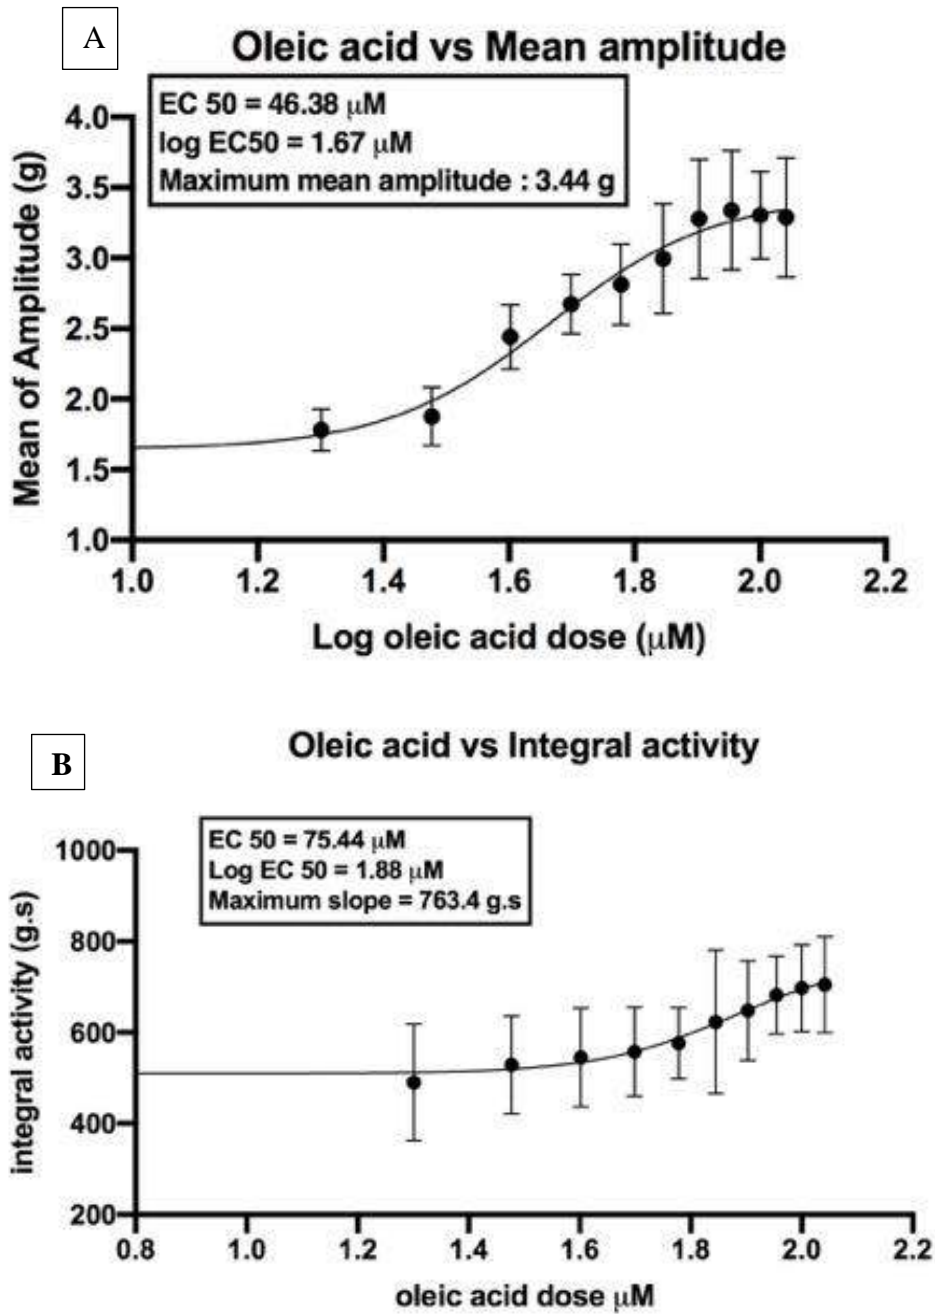 A
Oleic acid vs Mean amplitude
EC 50 = 46.38 μM
log EC50 = 1.67 μM
Maximum mean amplitude : 3.44 g
Mean of Amplitude (g)
4.0
3.5
3.0
2.5
2.0
1.5
1.0
1.0 1.2 1.4 1.6 1.8 2.0 2.2
Log oleic acid dose (μM)
B
Oleic acid vs Integral activity
EC 50 = 75.44 μM
Log EC 50 = 1.88 μM
Maximum slope = 763.4 g.s
integral activity (g.s)
1000
800
600
400
200
0.8 1.0 1.2 1.4 1.6 1.8 2.0 2.2
oleic acid dose μM